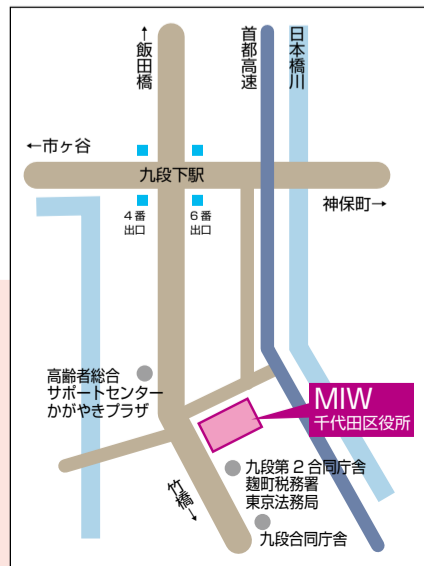 ↑飯田橋
首都高速
日本橋川
←市ヶ谷
九段下駅
神保町→
4番
出口
6番
出口
高齢者総合
サポートセンター
かがやきプラザ
MIW
千代田区役所
竹橋→
九段第2合同庁舎
麹町税務署
東京法務局
九段合同庁舎